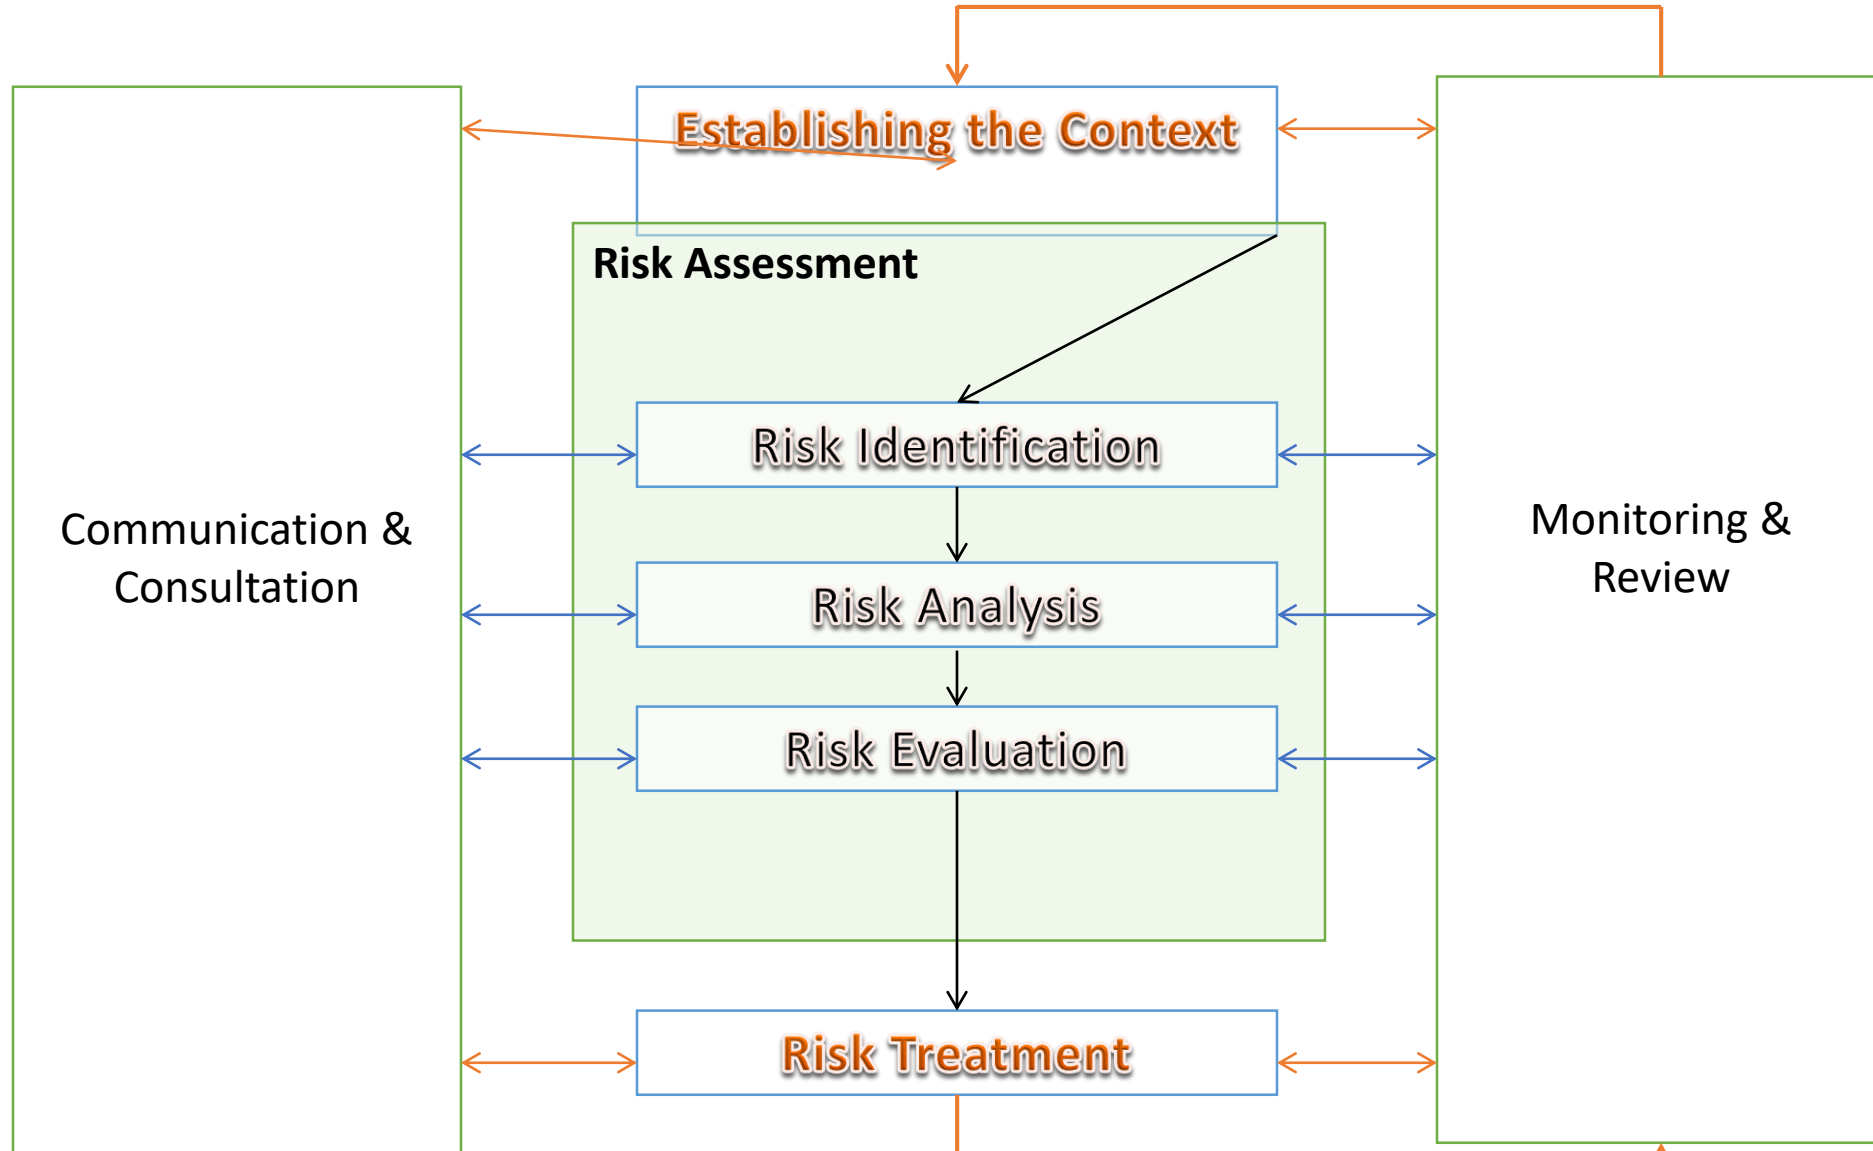 Establishing the Context
Risk Assessment
Risk Identification
Communication &
Consultation
Monitoring &
Review
Risk Analysis
Risk Evaluation
Risk Treatment